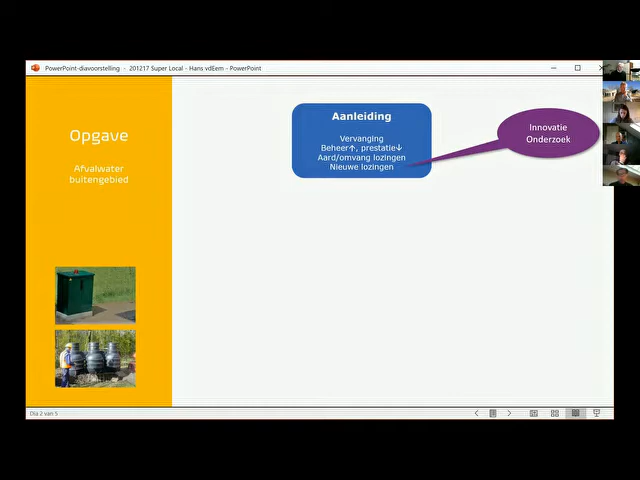 PowerPoint-diavoorstelling - 201217 Super Local - Hans vdEem - PowerPoint
Opgave
Afvalwater
buitengebied
Aanleiding
Vervanging
Beheer↑, prestatie↓
Aard/omvang lozingen
Nieuwe lozingen
Innovatie
Onderzoek
Dia 2 van 5